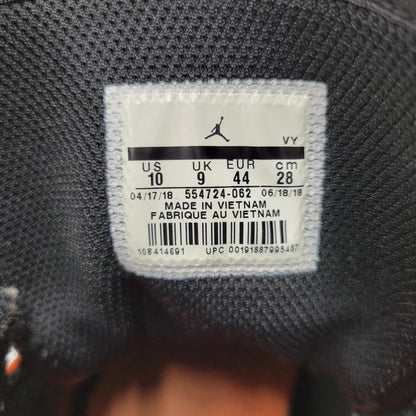 VY
US UK EUR cm
10 9 44 28
04/17/18 554724-062 06/18/18
MADE IN VIETNAM
FABRIQUE AU VIETNAM
108414691 UPC 00191887995487